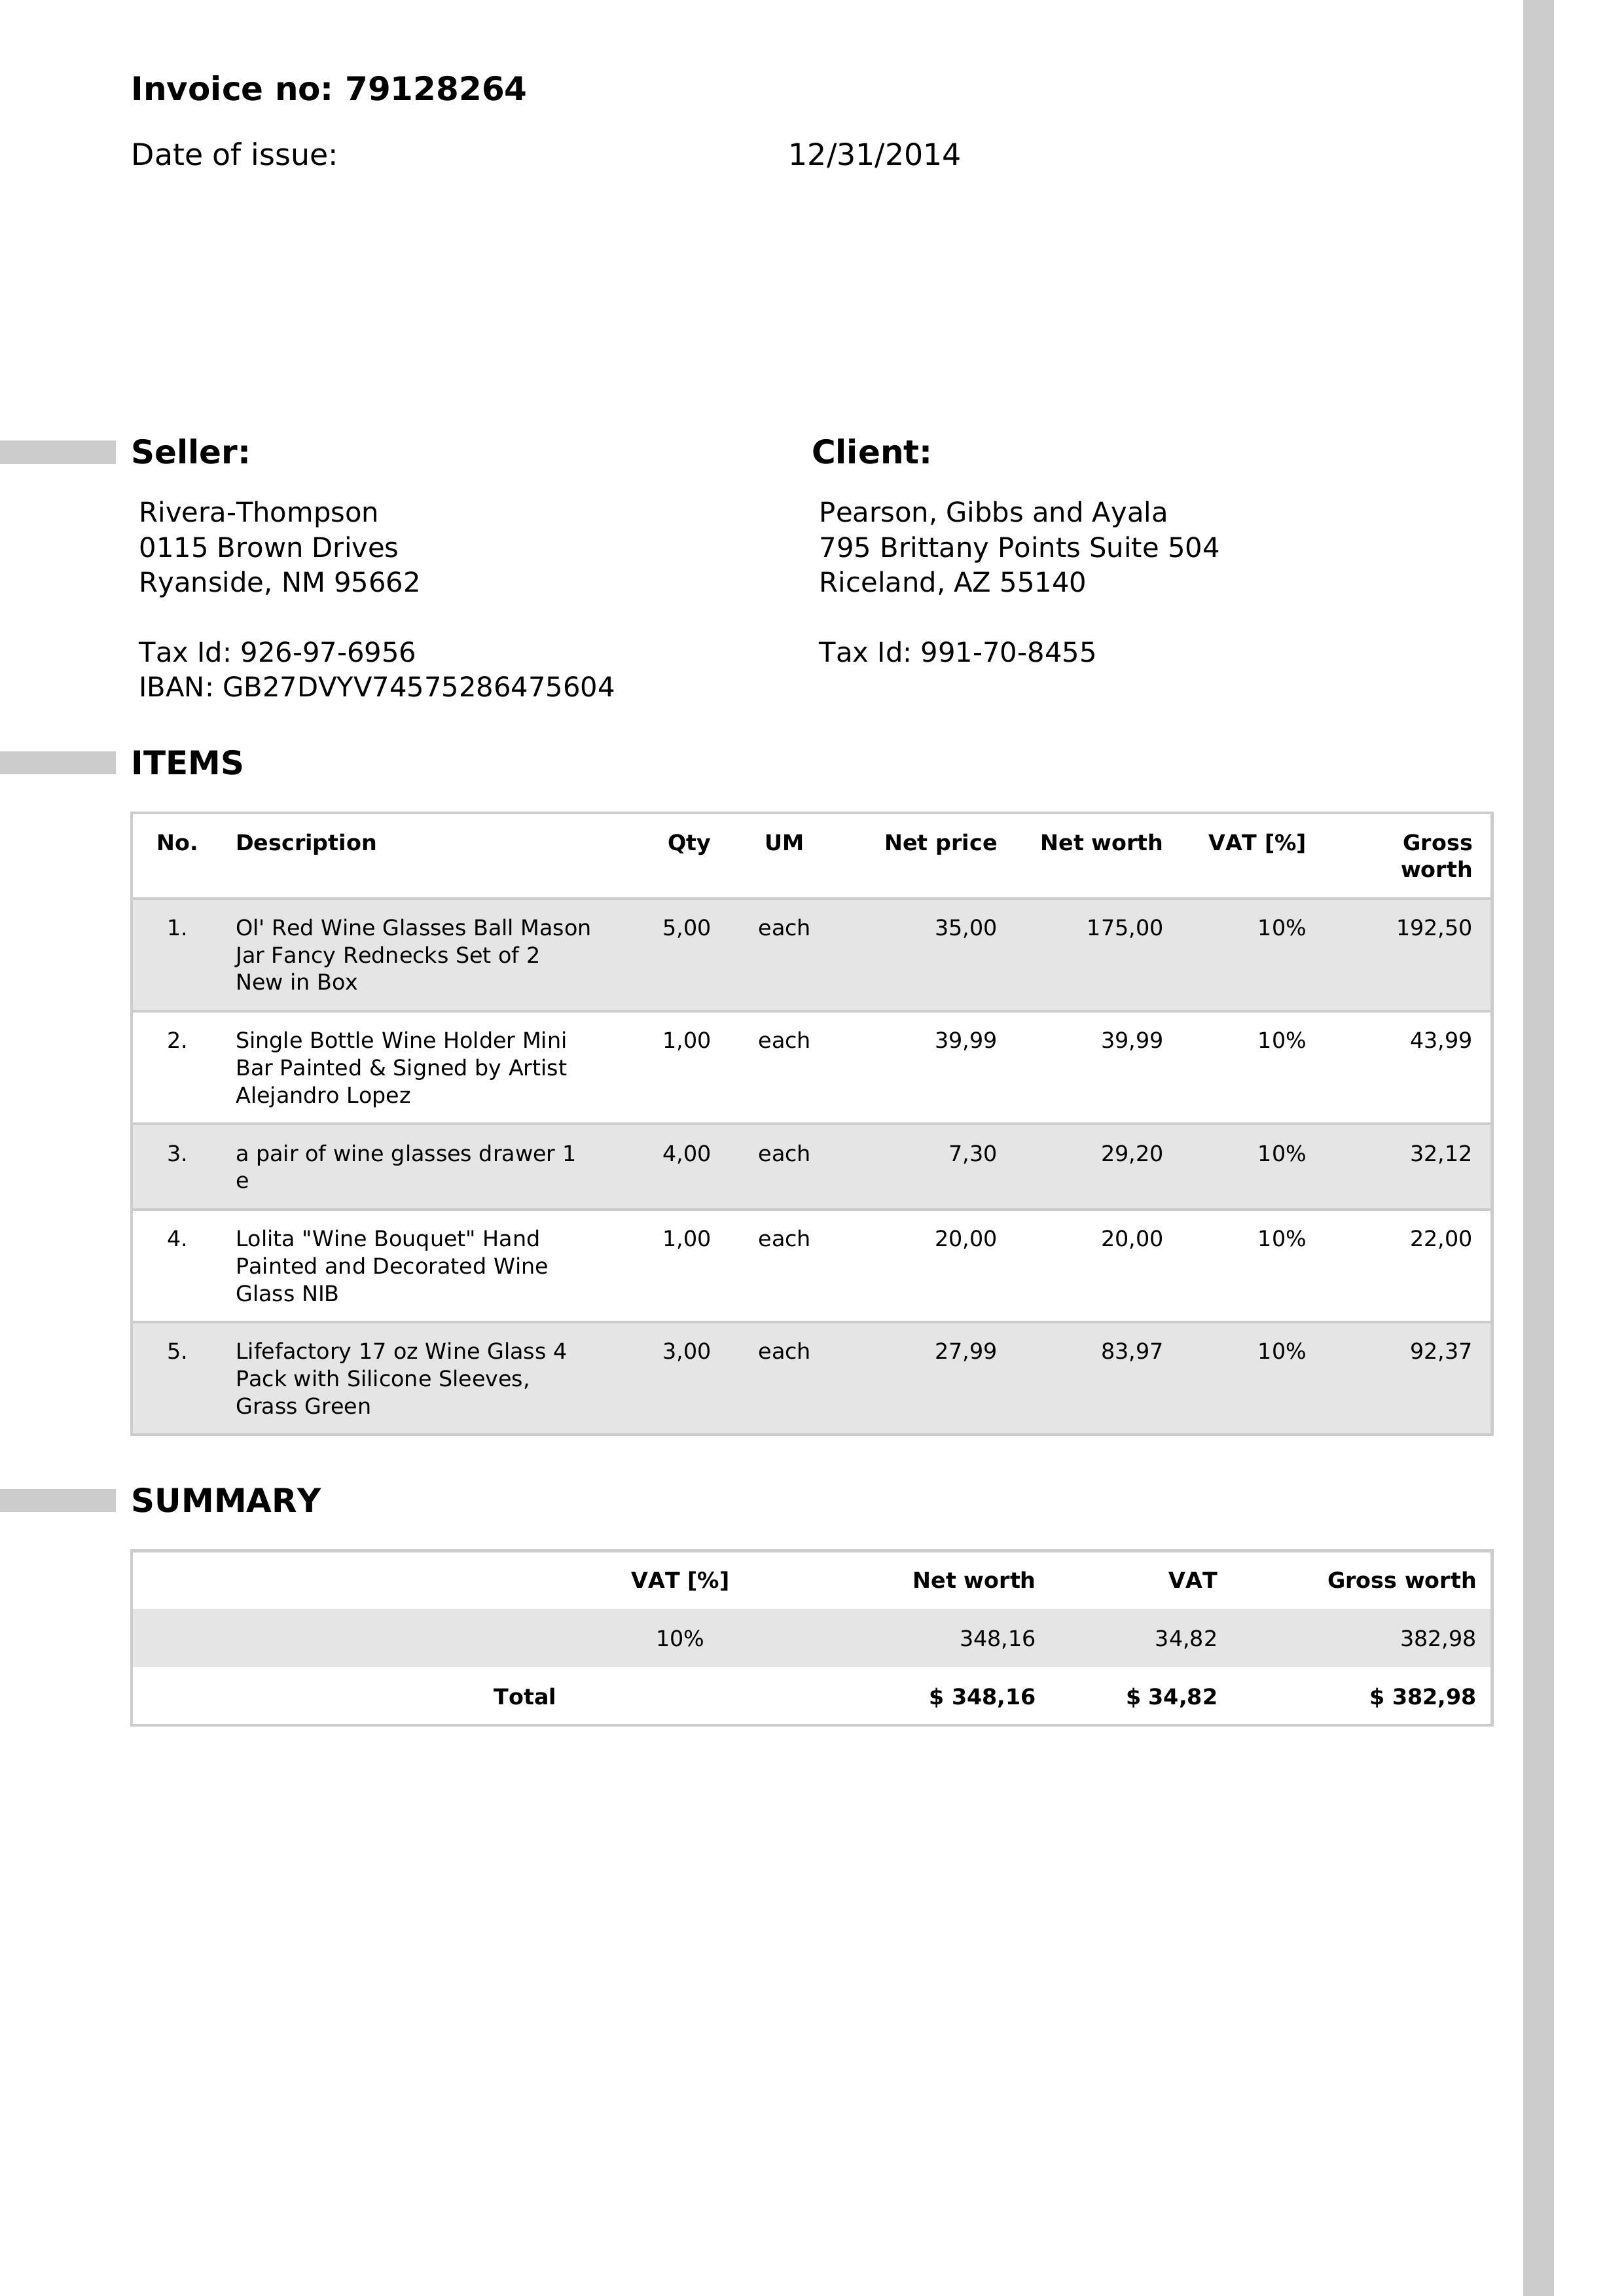 Invoice no: 79128264
Date of issue: 12/31/2014
Seller:
Rivera-Thompson
0115 Brown Drives
Ryanside, NM 95662
Tax Id: 926-97-6956
IBAN: GB27DVYV74575286475604
Client:
Pearson, Gibbs and Ayala
795 Brittany Points Suite 504
Riceland, AZ 55140
Tax Id: 991-70-8455
ITEMS
No. Description Qty UM Net price Net worth VAT [%] Gross
worth
1. Ol' Red Wine Glasses Ball Mason 5,00 each 35,00 175,00 10% 192,50
Jar Fancy Rednecks Set of 2
New in Box
2. Single Bottle Wine Holder Mini 1,00 each 39,99 39,99 10% 43,99
Bar Painted & Signed by Artist
Alejandro Lopez
3. a pair of wine glasses drawer 1 4,00 each 7,30 29,20 10% 32,12
e
4. Lolita "Wine Bouquet" Hand 1,00 each 20,00 20,00 10% 22,00
Painted and Decorated Wine
Glass NIB
5. Lifefactory 17 oz Wine Glass 4 3,00 each 27,99 83,97 10% 92,37
Pack with Silicone Sleeves,
Grass Green
SUMMARY
VAT [%] Net worth VAT Gross worth
10% 348,16 34,82 382,98
Total $ 348,16 $ 34,82 $ 382,98